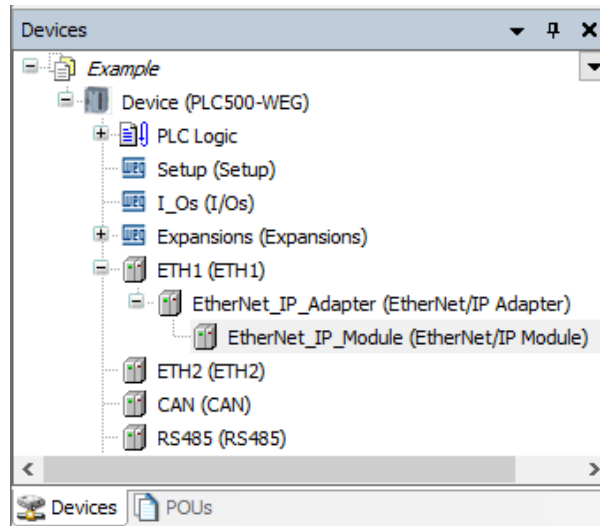 Devices
Example
Device (PLC500-WEG)
PLC Logic
Setup (Setup)
I_Os (I/Os)
Expansions (Expansions)
ETH1 (ETH1)
EtherNet_IP_Adapter (EtherNet/IP Adapter)
EtherNet_IP_Module (EtherNet/IP Module)
ETH2 (ETH2)
CAN (CAN)
RS485 (RS485)
Devices POUs